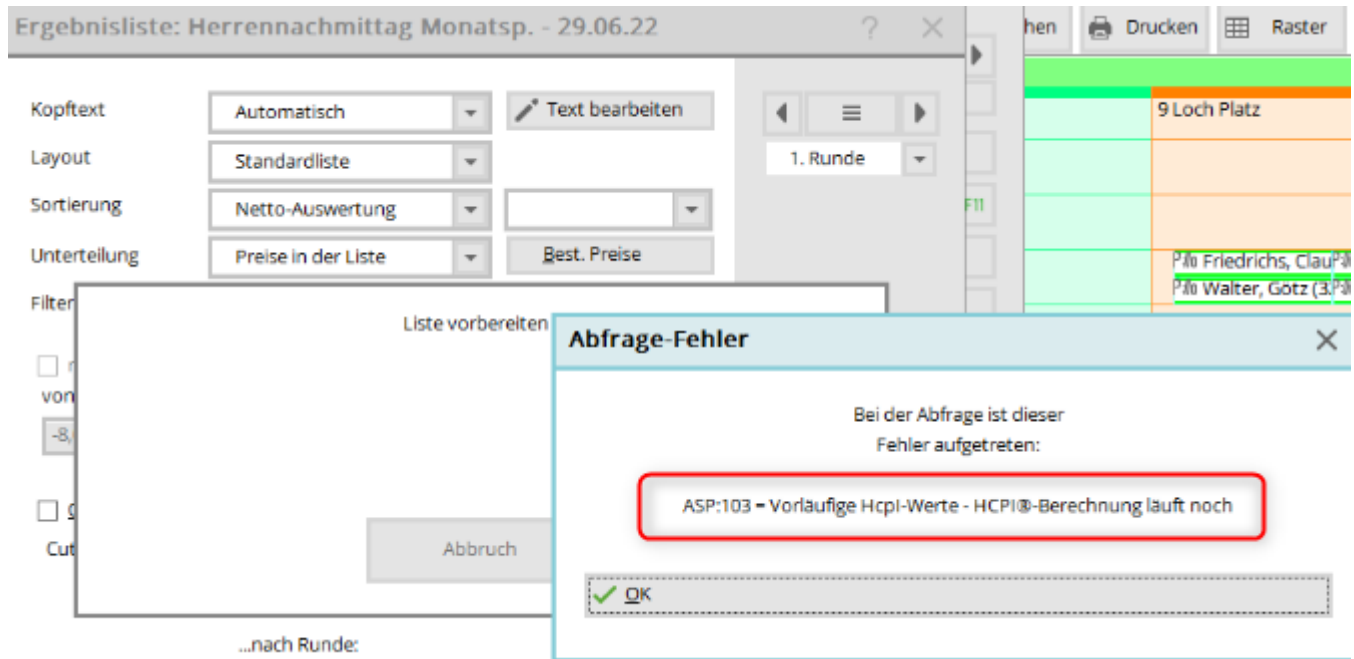 Ergebnisliste: Herrennachmittag Monatsp. - 29.06.22
?
hen Drucken Raster
Kopftext Automatisch Text bearbeiten
9 Loch Platz
Layout Standardliste
1. Runde
Sortierung Netto-Auswertung
F11
Unterteilung Preise in der Liste Best. Preise
Friedrichs, Clau
Walter, Götz (3.
Filter
Liste vorbereiten
Abfrage-Fehler
von
Bei der Abfrage ist dieser
-8,
Fehler aufgetreten:
ASP:103 = Vorläufige HcpI-Werte - HCPI®-Berechnung läuft noch
Cut
Abbruch
OK
...nach Runde: